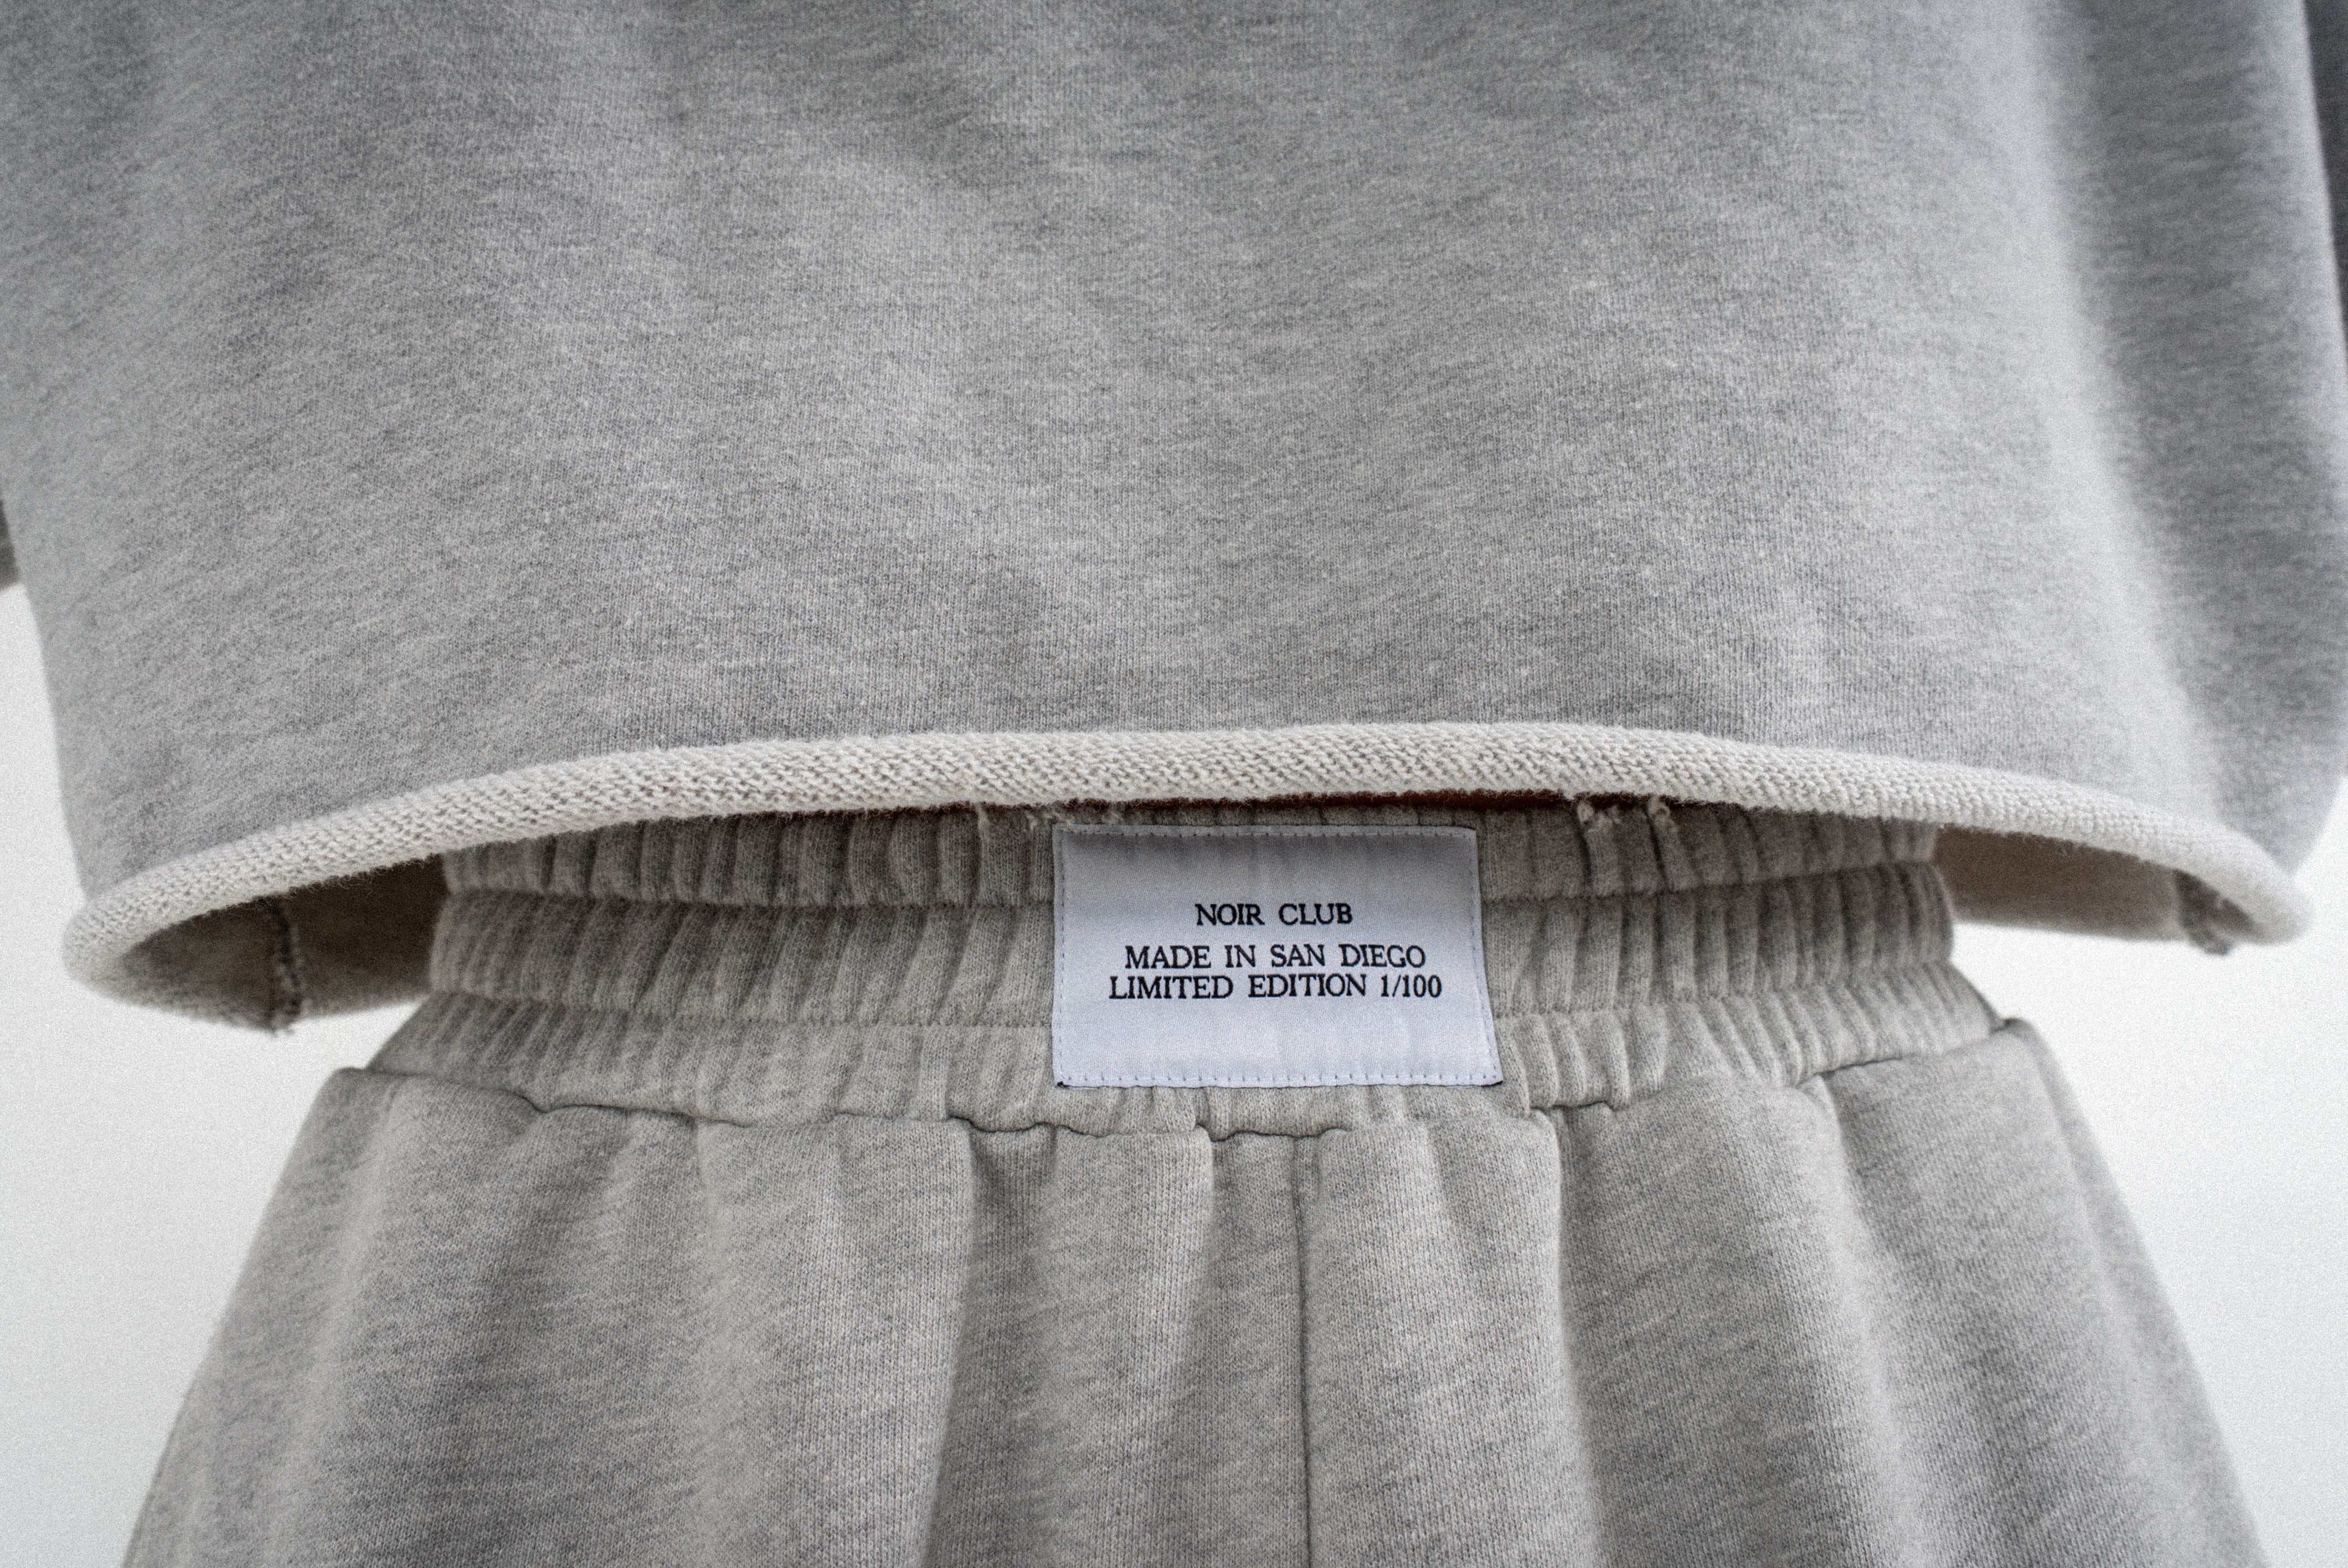 NOIR CLUB
MADE IN SAN DIEGO
LIMITED EDITION 1/100